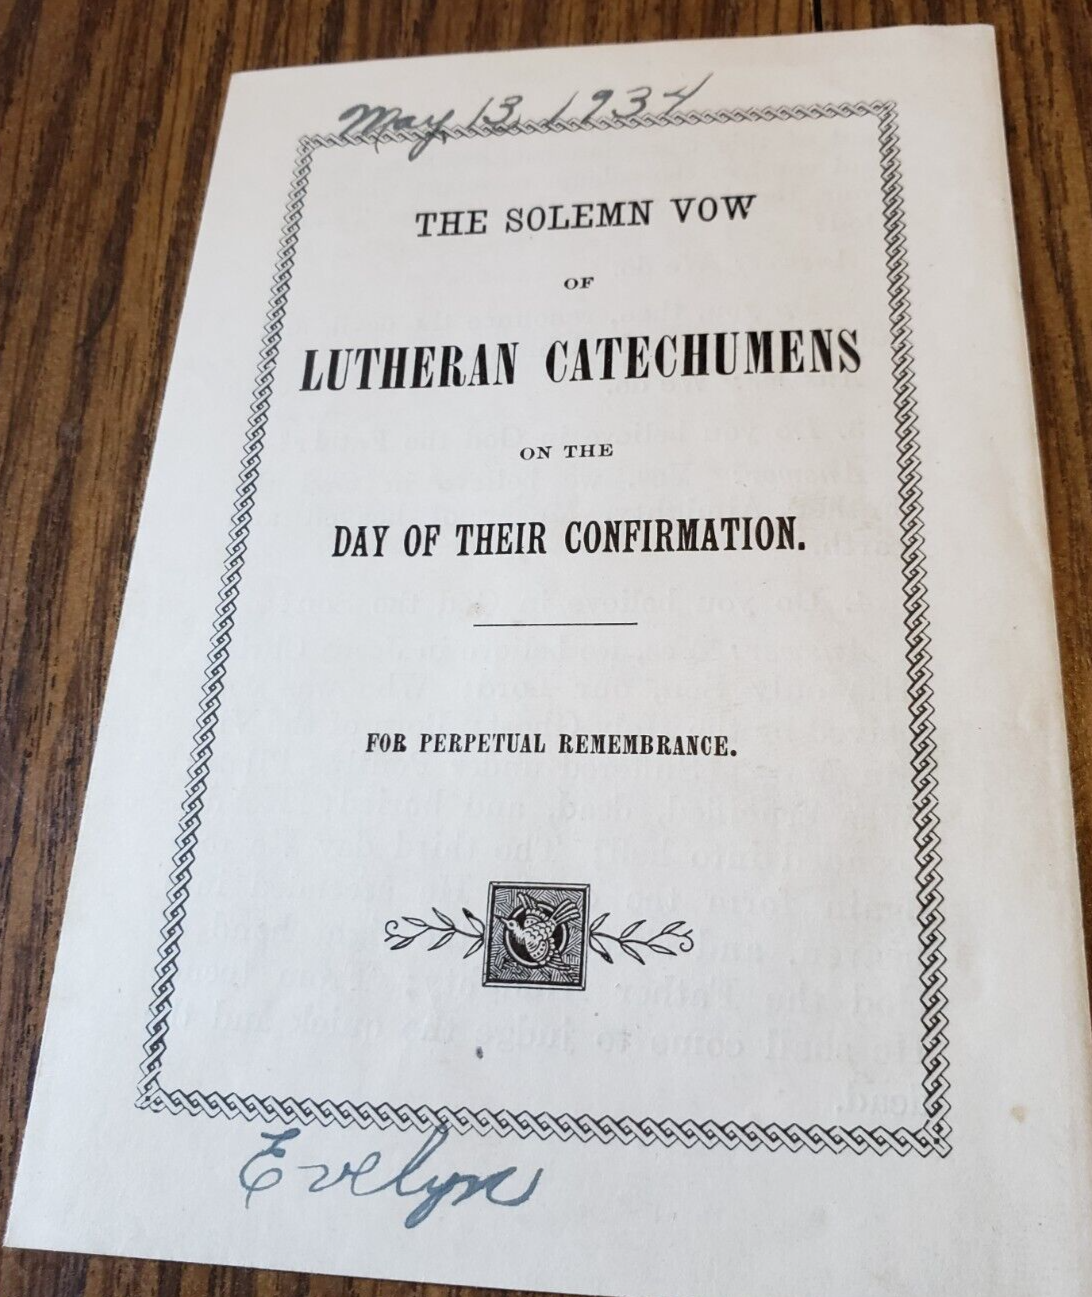 May 13, 1934
THE SOLEMN VOW
OF
LUTHERAN CATECHUMENS
ON THE
DAY OF THEIR CONFIRMATION.
FOR PERPETUAL REMEMBRANCE.
Evelyn